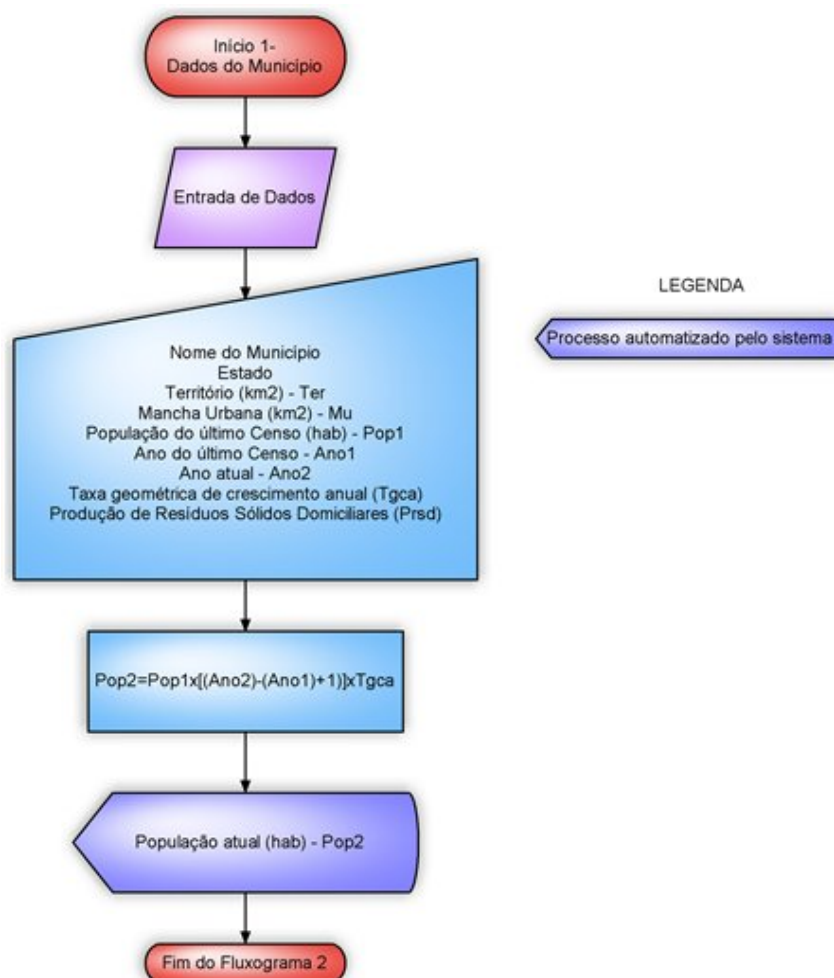 Início 1-
Dados do Municipio
Entrada de Dados
LEGENDA
Processo automatizado pelo sistema
Nome do Municipio
Estado
Território (km2) - Ter
Mancha Urbana (km2) - Mu
População do último Censo (hab) - Pop1
Ano do último Censo - Ano1
Ano atual - Ano2
Taxa geométrica de crescimento anual (Tgca)
Produção de Resíduos Sólidos Domiciliares (Prsd)
Pop2=Pop1x[(Ano2)-(Ano1)+1)]xTgca
População atual (hab) - Pop2
Fim do Fluxograma 2